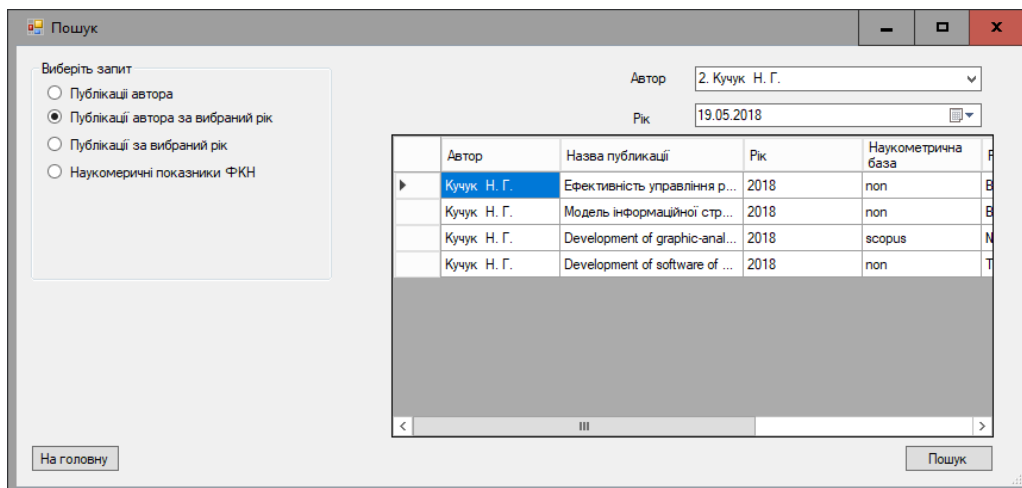 Пошук
Виберіть запит
Публікації автора
Публікації автора за вибраний рік
Публікації за вибраний рік
Наукомеричні показники ФКН
Автор 2. Кучук Н. Г.
Рік 19.05.2018
Автор Назва публикації Рік Наукометрична база
Кучук Н. Г. Ефективність управління р... 2018 non В
Кучук Н. Г. Модель інформаційної стр... 2018 non В
Кучук Н. Г. Development of graphic-anal... 2018 scopus N
Кучук Н. Г. Development of software of ... 2018 non T
На головну Пошук